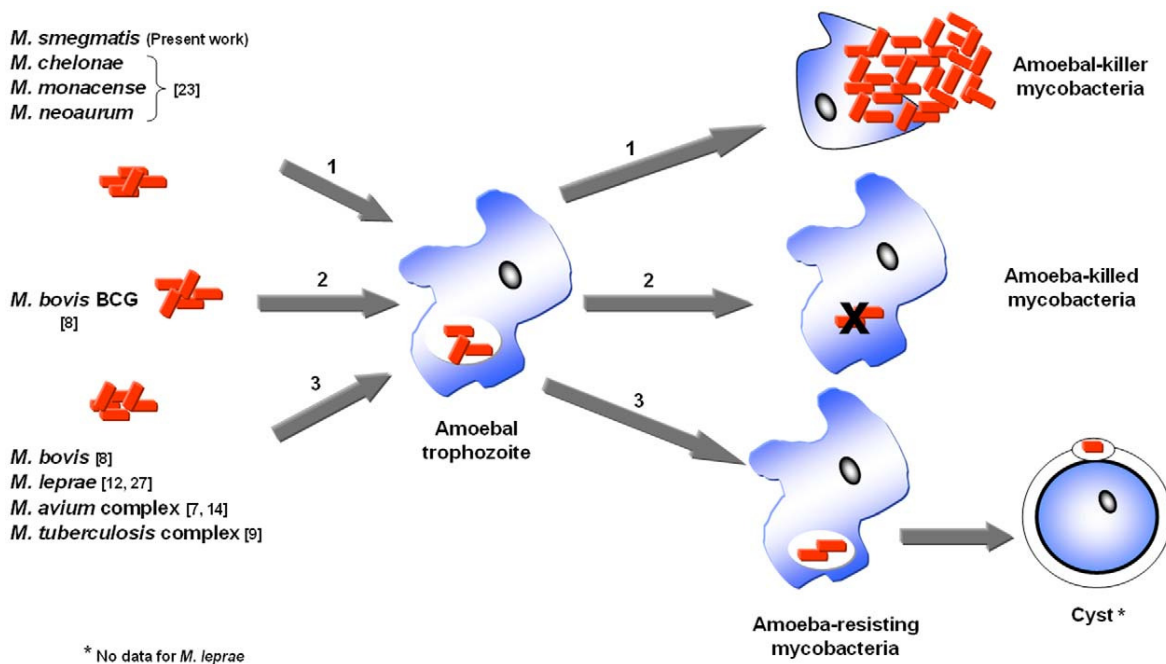 M. smegmatis (Present work)
M. chelonae
M. monacense [23]
M. neoaurum
1
1
Amoebal-killer
mycobacteria
M. bovis BCG
[8]
2
2
Amoeba-killed
mycobacteria
X
3
3
Amoebal
trophozoite
M. bovis [8]
M. leprae [12, 27]
M. avium complex [7, 14]
M. tuberculosis complex [9]
Amoeba-resisting
mycobacteria
Cyst *
* No data for M. leprae